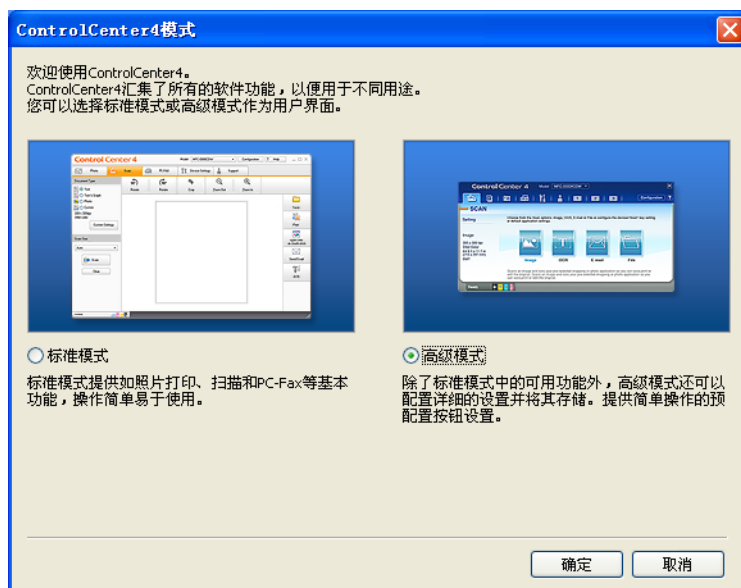 ControlCenter4模式
欢迎使用ControlCenter4。
ControlCenter4汇集了所有的软件功能，以便用于不同用途。
您可以选择标准模式或高级模式作为用户界面。
Control Center 4
Control Center 4
SCAN
Image
OCR
E-mail
File
标准模式
高级模式
标准模式提供如照片打印、扫描和PC-Fax等基本
功能，操作简单易于使用。
除了标准模式中的可用功能外，高级模式还可以
配置详细的设置并将其存储。提供简单操作的预
配置按钮设置。
确定
取消